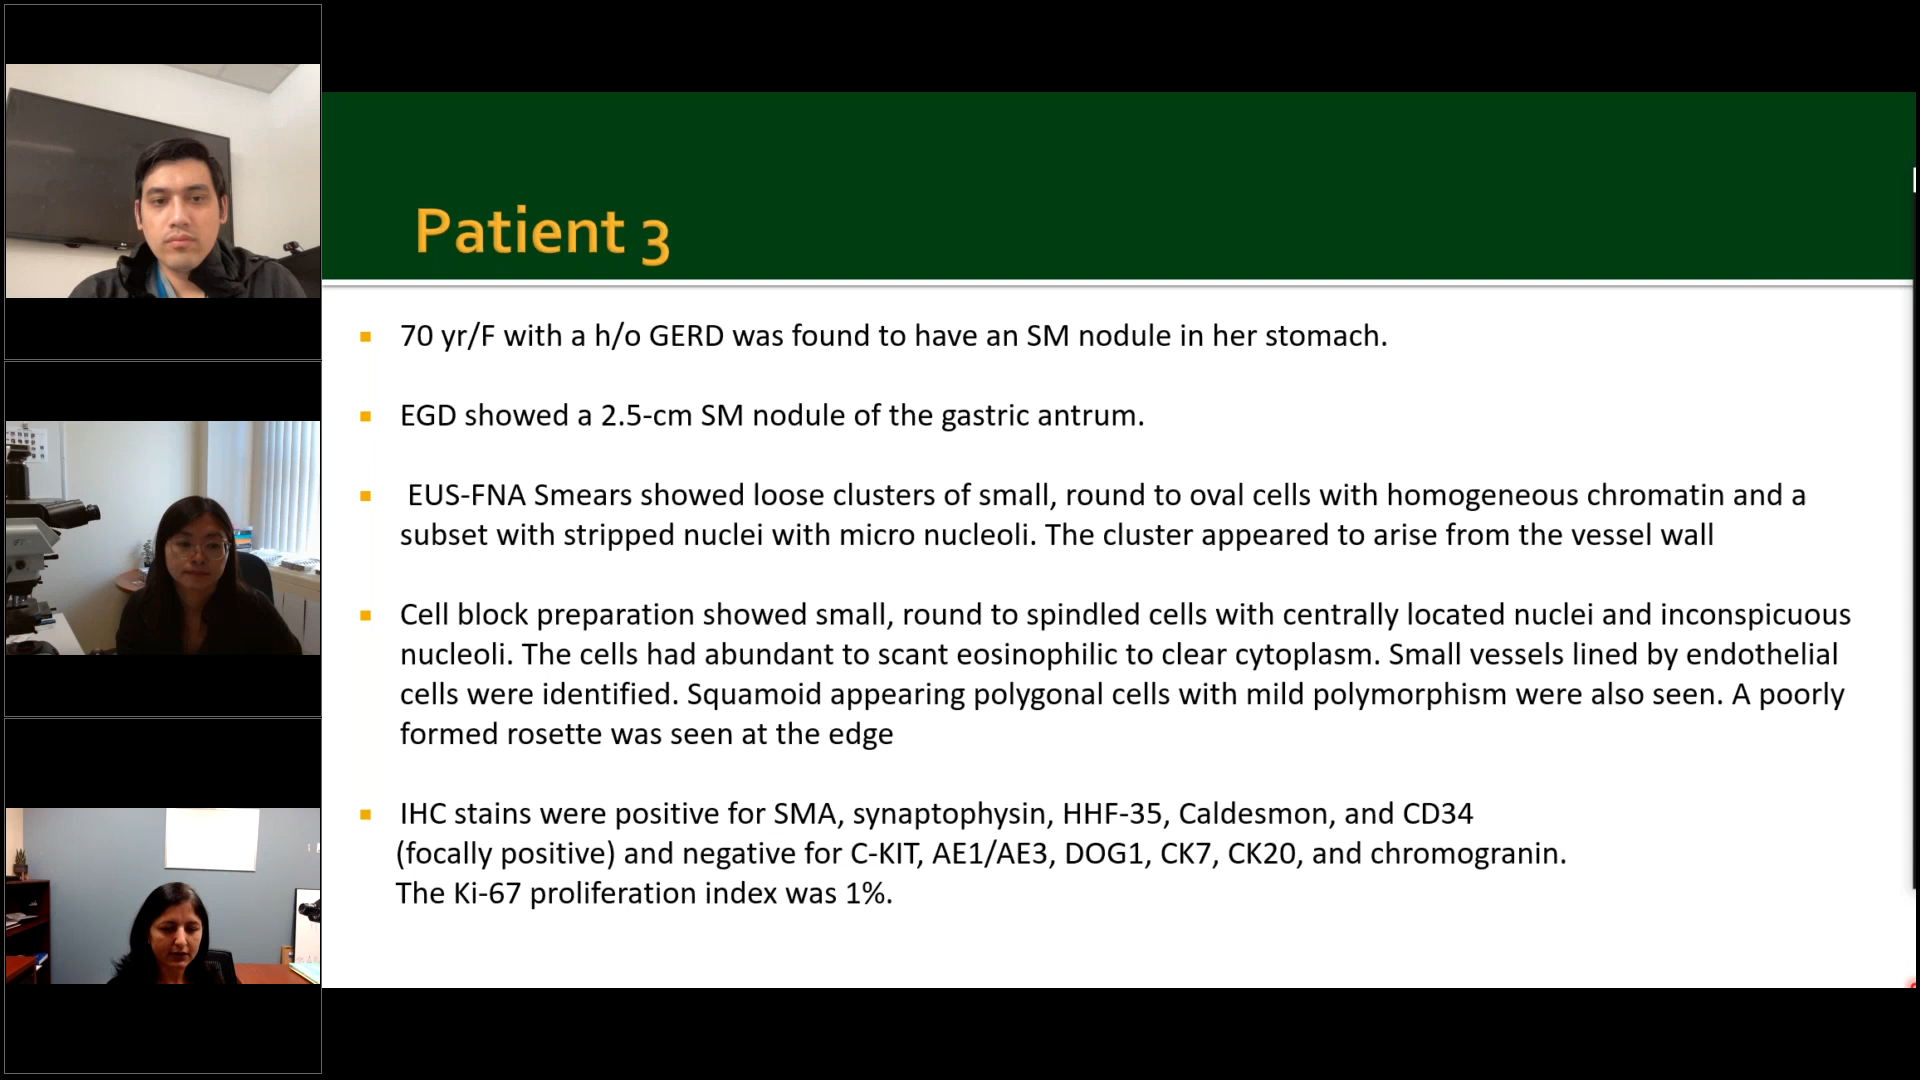 Patient 3
70 yr/F with a h/o GERD was found to have an SM nodule in her stomach.
EGD showed a 2.5-cm SM nodule of the gastric antrum.
EUS-FNA Smears showed loose clusters of small, round to oval cells with homogeneous chromatin and a
subset with stripped nuclei with micro nucleoli. The cluster appeared to arise from the vessel wall
Cell block preparation showed small, round to spindled cells with centrally located nuclei and inconspicuous
nucleoli. The cells had abundant to scant eosinophilic to clear cytoplasm. Small vessels lined by endothelial
cells were identified. Squamoid appearing polygonal cells with mild polymorphism were also seen. A poorly
formed rosette was seen at the edge
IHC stains were positive for SMA, synaptophysin, HHF-35, Caldesmon, and CD34
(focally positive) and negative for C-KIT, AE1/AE3, DOG1, CK7, CK20, and chromogranin.
The Ki-67 proliferation index was 1%.